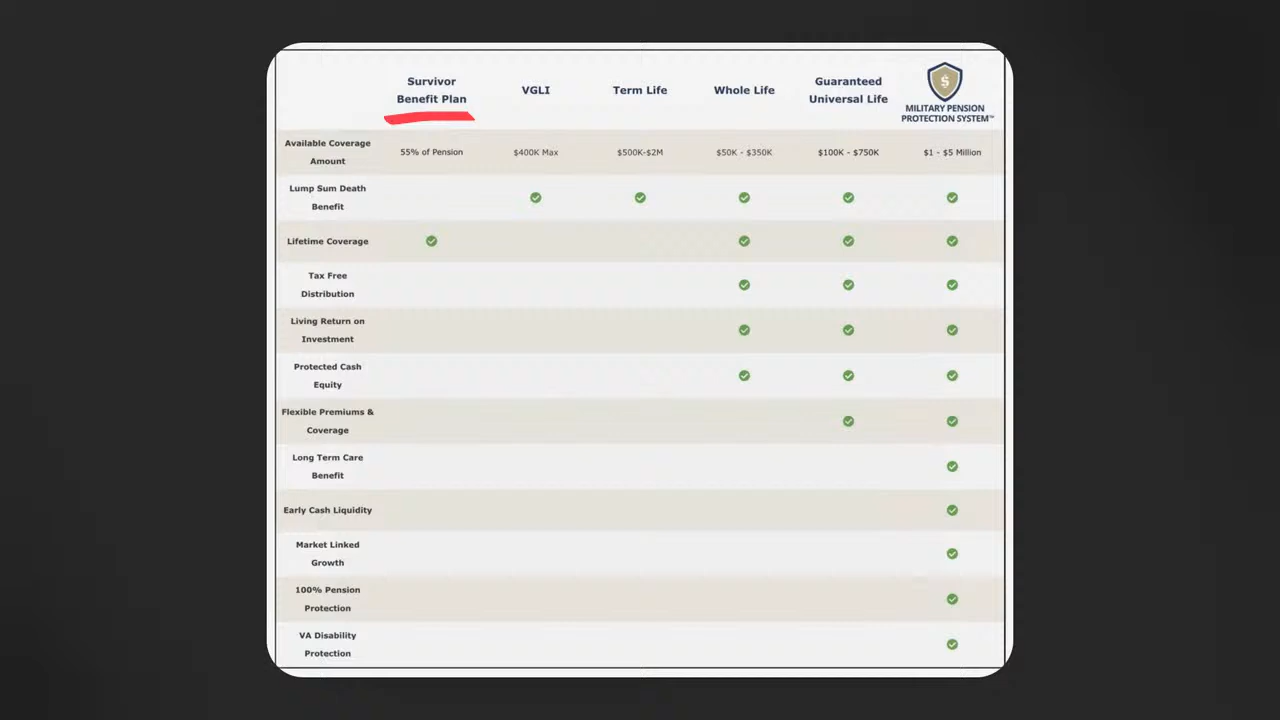 Survivor
Benefit Plan
VGLI
Term Life
Whole Life
Guaranteed
Universal Life
$
MILITARY PENSION
PROTECTION SYSTEM™
Available Coverage
Amount
55% of Pension
$400K Max
$500K-$2M
$50K - $350K
$100K - $750K
$1 - $5 Million
Lump Sum Death
Benefit
Lifetime Coverage
Tax Free
Distribution
Living Return on
Investment
Protected Cash
Equity
Flexible Premiums &
Coverage
Long Term Care
Benefit
Early Cash Liquidity
Market Linked
Growth
100% Pension
Protection
VA Disability
Protection